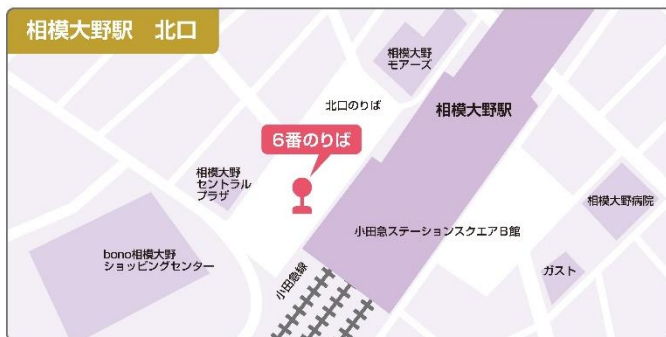 相模大野駅 北口
相模大野
モアーズ
北口のりば
相模大野駅
6番のりば
相模大野
セントラル
プラザ
相模大野病院
小田急ステーションスクエアB館
bono相模大野
ショッピングセンター
ガスト
小田急線